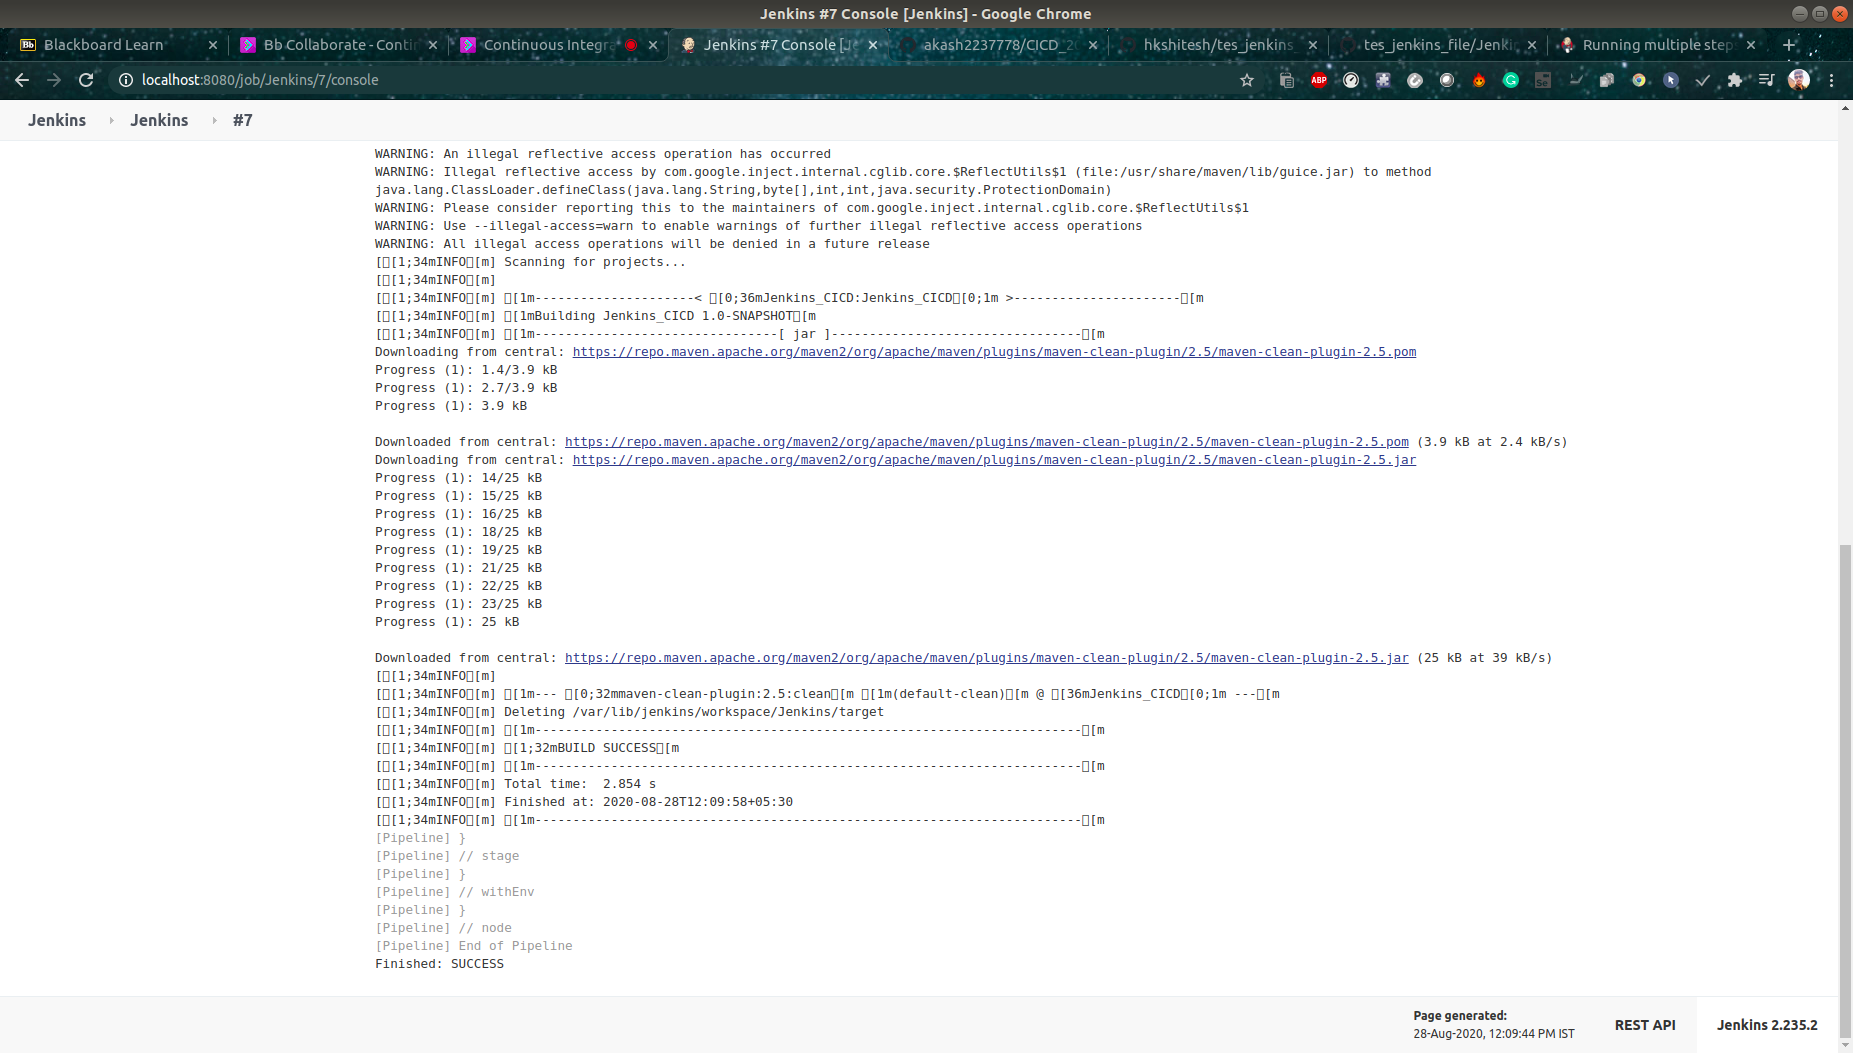 Jenkins #7 Console [Jenkins] - Google Chrome
Blackboard Learn
Bb Collaborate - Contin
Continuous Integra
Jenkins #7 Console [J
akash2237778/CICD_2
hkshitesh/tes_jenkins
tes_jenkins_file/Jenki
Running multiple step
localhost:8080/job/Jenkins/7/console
Jenkins
Jenkins
#7
WARNING: An illegal reflective access operation has occurred
WARNING: Illegal reflective access by com.google.inject.internal.cglib.core.$ReflectUtils$1 (file:/usr/share/maven/lib/guice.jar) to method
java.lang.ClassLoader.defineClass(java.lang.String,byte[],int,int,java.security.ProtectionDomain)
WARNING: Please consider reporting this to the maintainers of com.google.inject.internal.cglib.core.$ReflectUtils$1
WARNING: Use --illegal-access=warn to enable warnings of further illegal reflective access operations
WARNING: All illegal access operations will be denied in a future release
[[1;34mINFO[m] Scanning for projects...
[[1;34mINFO[m]
[[1;34mINFO[m] [1m---------------------< [0;36mJenkins_CICD:Jenkins_CICD[0;1m >----------------------[m
[[1;34mINFO[m] [1mBuilding Jenkins_CICD 1.0-SNAPSHOT[m
[[1;34mINFO[m] [1m--------------------------------[ jar ]---------------------------------[m
Downloading from central: https://repo.maven.apache.org/maven2/org/apache/maven/plugins/maven-clean-plugin/2.5/maven-clean-plugin-2.5.pom
Progress (1): 1.4/3.9 kB
Progress (1): 2.7/3.9 kB
Progress (1): 3.9 kB
Downloaded from central: https://repo.maven.apache.org/maven2/org/apache/maven/plugins/maven-clean-plugin/2.5/maven-clean-plugin-2.5.pom (3.9 kB at 2.4 kB/s)
Downloading from central: https://repo.maven.apache.org/maven2/org/apache/maven/plugins/maven-clean-plugin/2.5/maven-clean-plugin-2.5.jar
Progress (1): 14/25 kB
Progress (1): 15/25 kB
Progress (1): 16/25 kB
Progress (1): 18/25 kB
Progress (1): 19/25 kB
Progress (1): 21/25 kB
Progress (1): 22/25 kB
Progress (1): 23/25 kB
Progress (1): 25 kB
Downloaded from central: https://repo.maven.apache.org/maven2/org/apache/maven/plugins/maven-clean-plugin/2.5/maven-clean-plugin-2.5.jar (25 kB at 39 kB/s)
[[1;34mINFO[m]
[[1;34mINFO[m] [1m--- [0;32mmaven-clean-plugin:2.5:clean[m [1m(default-clean)[m @ [36mJenkins_CICD[0;1m ---[m
[[1;34mINFO[m] Deleting /var/lib/jenkins/workspace/Jenkins/target
[[1;34mINFO[m] [1m------------------------------------------------------------------------[m
[[1;34mINFO[m] [1;32mBUILD SUCCESS[m
[[1;34mINFO[m] [1m------------------------------------------------------------------------[m
[[1;34mINFO[m] Total time:  2.854 s
[[1;34mINFO[m] Finished at: 2020-08-28T12:09:58+05:30
[[1;34mINFO[m] [1m------------------------------------------------------------------------[m
[Pipeline] }
[Pipeline] // stage
[Pipeline] }
[Pipeline] // withEnv
[Pipeline] }
[Pipeline] // node
[Pipeline] End of Pipeline
Finished: SUCCESS
Page generated:
28-Aug-2020, 12:09:44 PM IST
REST API
Jenkins 2.235.2